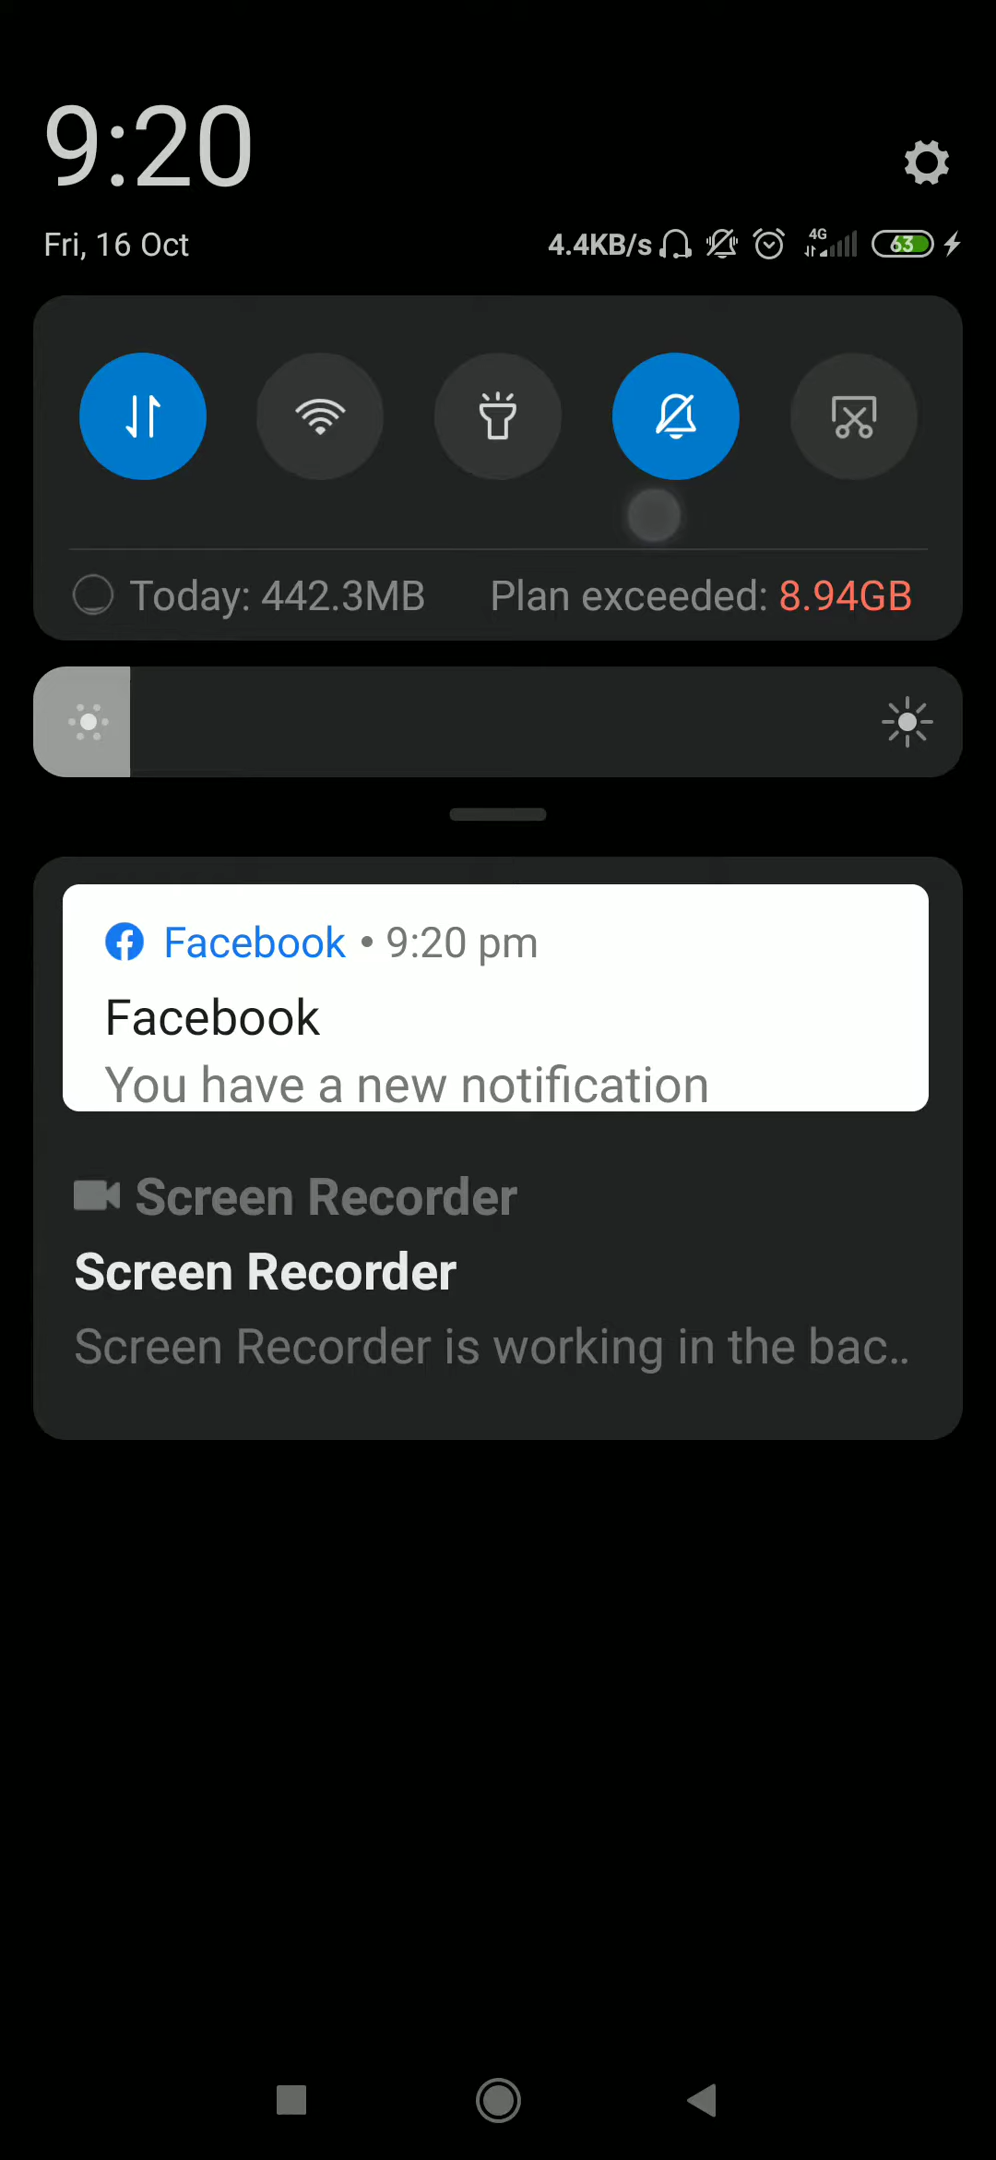 9:20
Fri, 16 Oct
4.4KB/s 4G 63
Today: 442.3MB Plan exceeded: 8.94GB
Facebook • 9:20 pm
Facebook
You have a new notification
Screen Recorder
Screen Recorder
Screen Recorder is working in the bac..